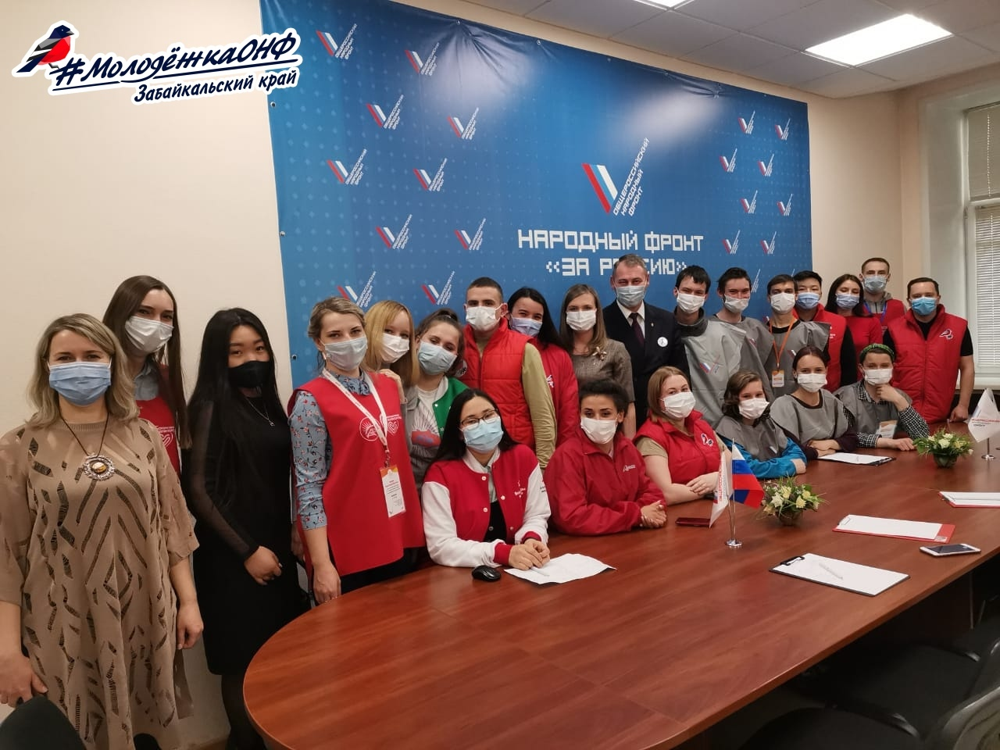 #МолодёжкаОНФ
Забайкальский край
ОБЩЕРОССИЙСКИЙ
НАРОДНЫЙ
ФРОНТ
НАРОДНЫЙ ФРОНТ
«ЗА РОССИЮ»